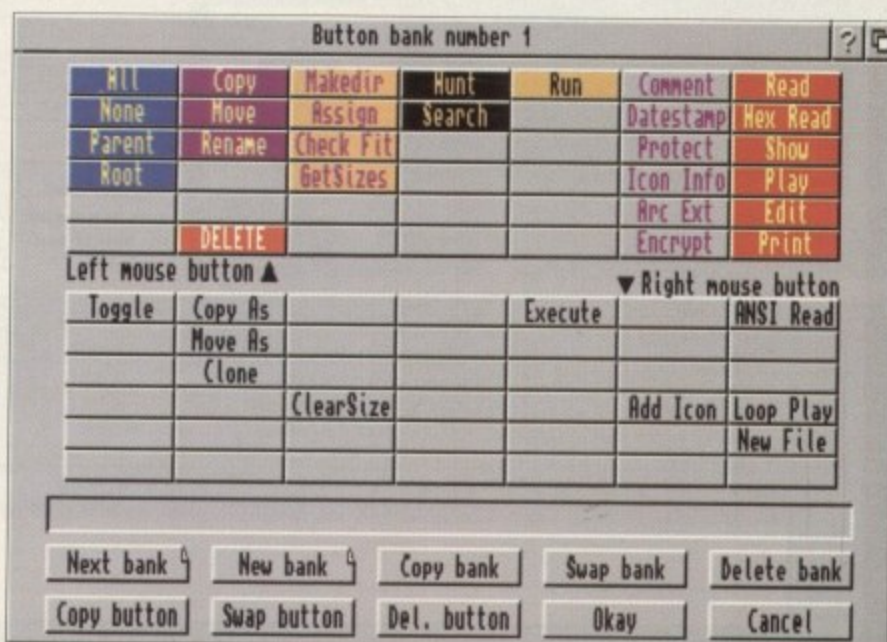 Button bank number 1 ?
All Copy Makedir Hunt Run Comment Read
None Move Assign Search Datestamp Hex Read
Parent Rename Check Fit Protect Show
Root GetSizes Icon Info Play
Arc Ext Edit
DELETE Encrypt Print
Left mouse button ▲
▼ Right mouse button
Toggle Copy As Execute ANSI Read
Move As
Clone
ClearSize Add Icon Loop Play
New File
Next bank New bank Copy bank Swap bank Delete bank
Copy button Swap button Del. button Okay Cancel